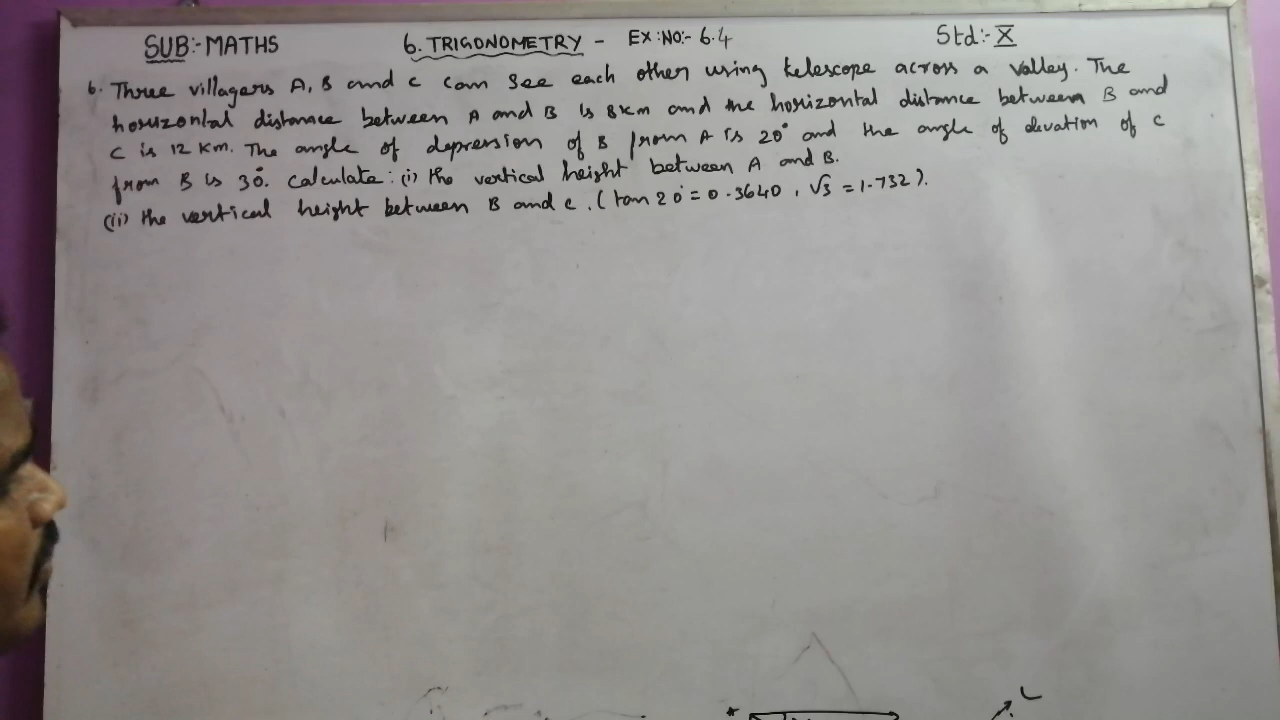 SUB:- MATHS 6. TRIGONOMETRY - EX:NO:- 6.4 Std:- X
6. Three villagers A, B and C can see each other using telescope across a valley. The
horizontal distance between A and B is 8km and the horizontal distance between B and
C is 12 km. The angle of depression of B from A is 20° and the angle of elevation of C
from B is 30°. Calculate: (i) the vertical height between A and B.
(ii) the vertical height between B and C. (tan 20° = 0.3640, √3 = 1.732).